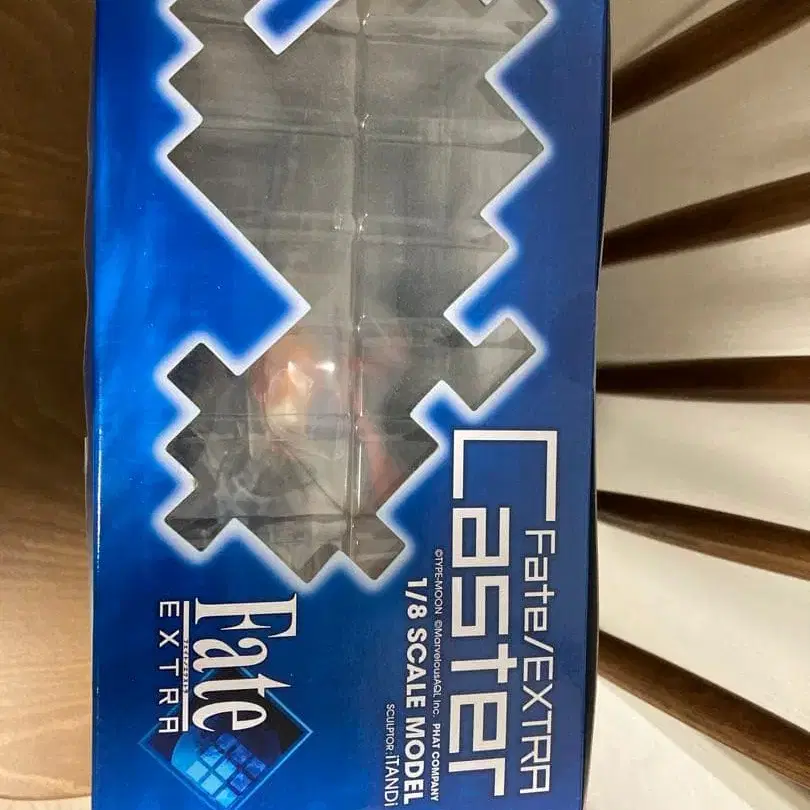 Fate/EXTRA
Caster
©TYPE-MOON ©MarvelousAQL Inc. PHAT COMPANY
1/8 SCALE MODEL
SCULPTOR:iTANDi
Fate
EXTRA